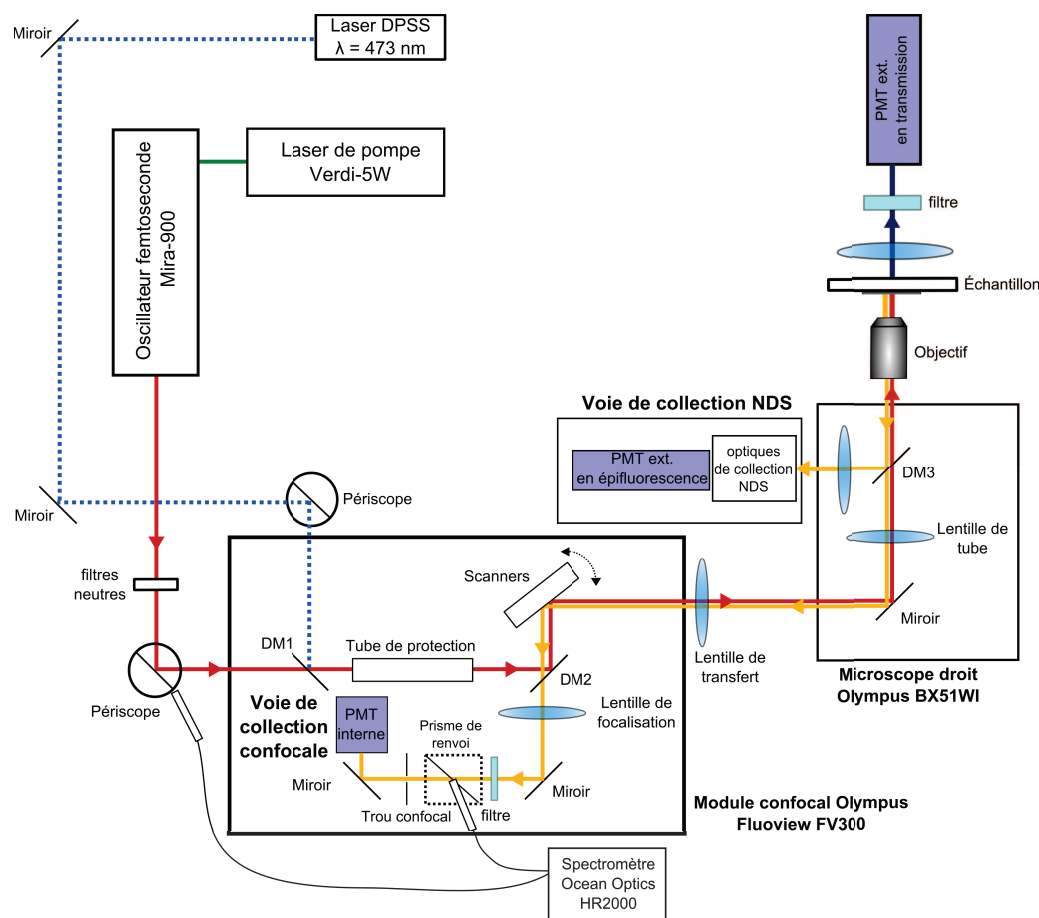 Miroir
Laser DPSS
λ = 473 nm
Oscillateur femtoseconde
Mira-900
Laser de pompe
Verdi-5W
PMT ext.
en transmission
filtre
Échantillon
Objectif
Voie de collection NDS
PMT ext.
en épifluorescence
optiques
de collection
NDS
DM3
Lentille de
tube
Miroir
Microscope droit
Olympus BX51WI
Miroir
Périscope
filtres
neutres
Périscope
Scanners
DM1
Tube de protection
DM2
Lentille de
transfert
Voie de
collection
confocale
PMT
interne
Prisme de
renvoi
Lentille de
focalisation
Miroir
Trou confocal
filtre
Miroir
Module confocal Olympus
Fluoview FV300
Spectromètre
Ocean Optics
HR2000